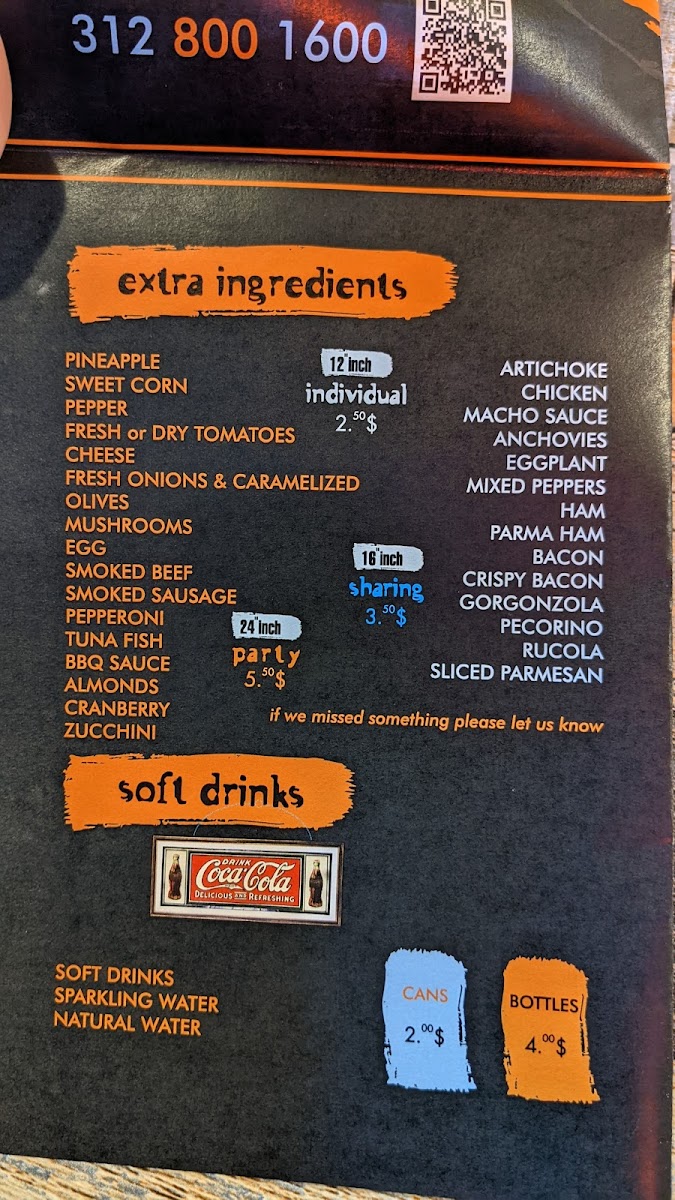 312 800 1600
extra ingredients
PINEAPPLE
SWEET CORN
PEPPER
FRESH or DRY TOMATOES
CHEESE
FRESH ONIONS & CARAMELIZED
OLIVES
MUSHROOMS
EGG
SMOKED BEEF
SMOKED SAUSAGE
PEPPERONI
TUNA FISH
BBQ SAUCE
ALMONDS
CRANBERRY
ZUCCHINI
12"inch
individual
2.50$
16"inch
sharing
3.50$
24"inch
party
5.50$
ARTICHOKE
CHICKEN
MACHO SAUCE
ANCHOVIES
EGGPLANT
MIXED PEPPERS
HAM
PARMA HAM
BACON
CRISPY BACON
GORGONZOLA
PECORINO
RUCOLA
SLICED PARMESAN
if we missed something please let us know
soft drinks
DRINK
Coca-Cola
DELICIOUS AND REFRESHING
SOFT DRINKS
SPARKLING WATER
NATURAL WATER
CANS
2.00$
BOTTLES
4.00$